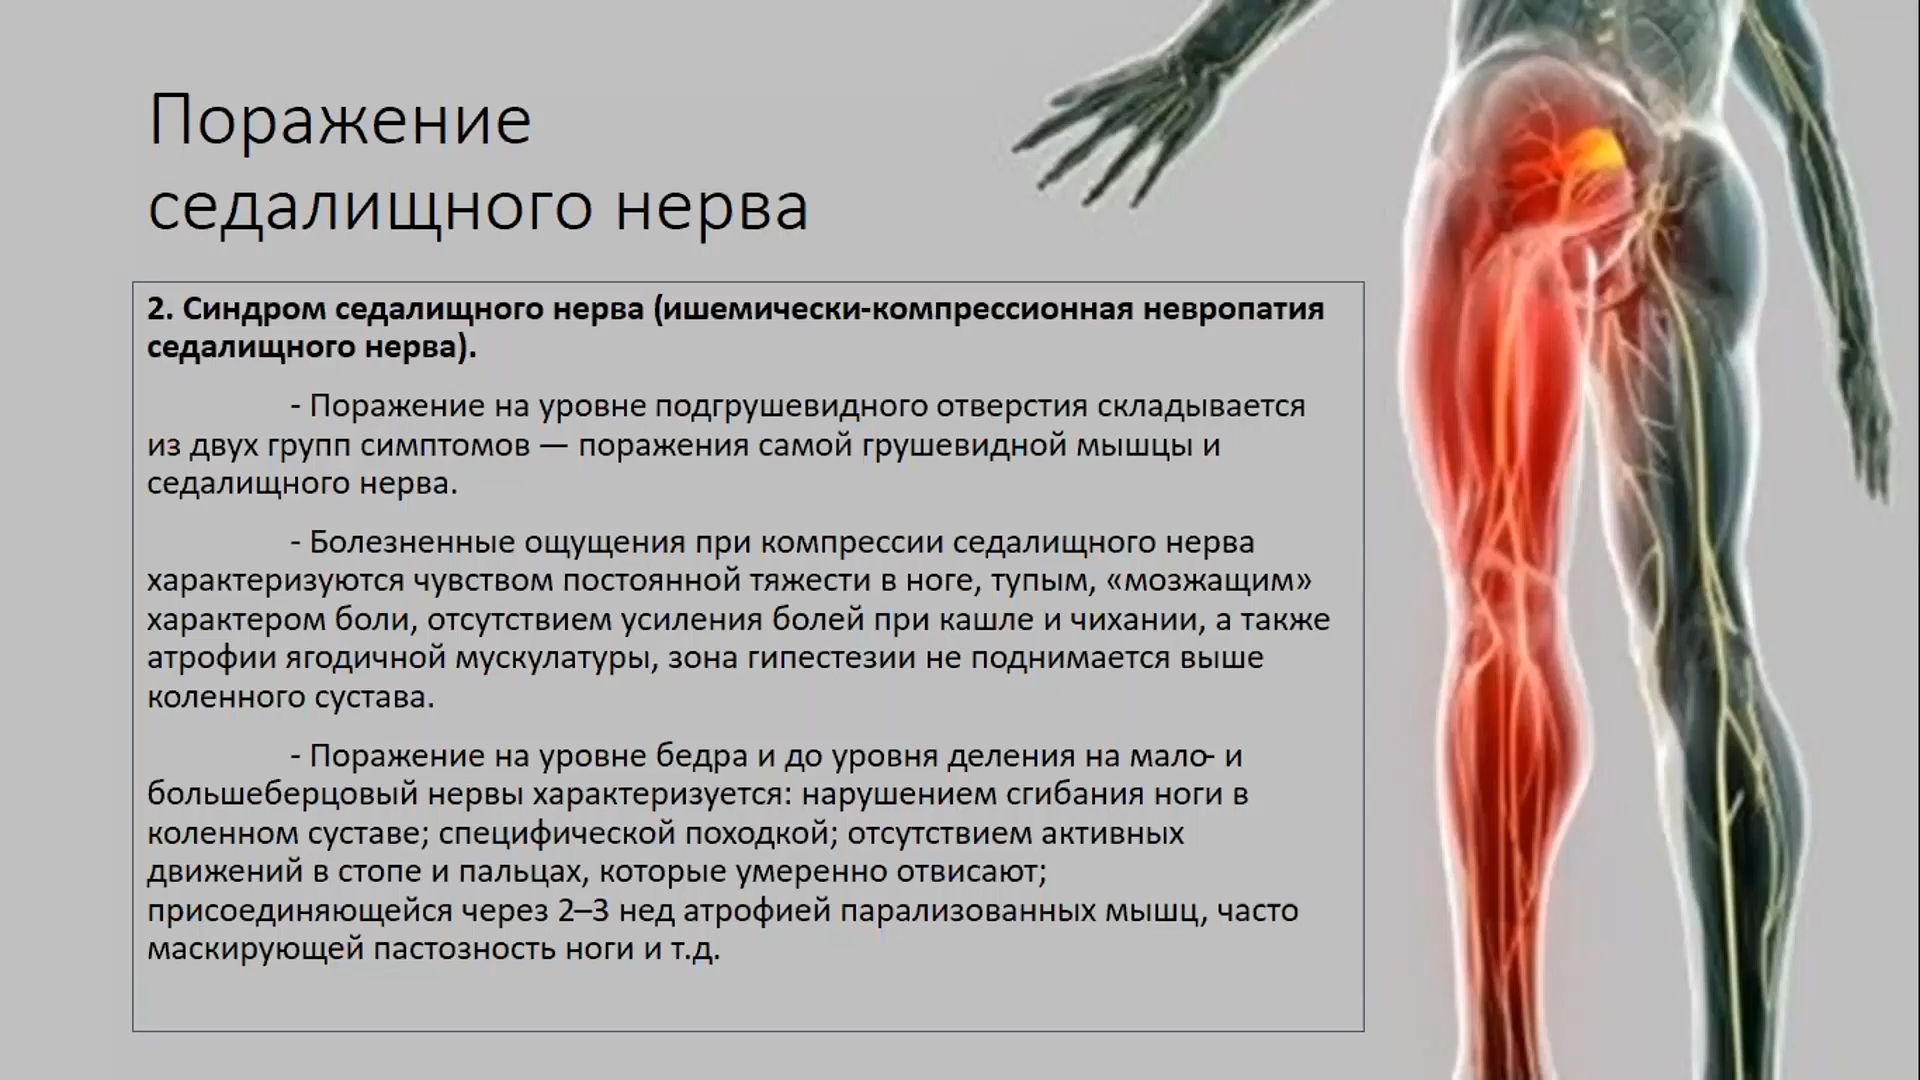 Поражение
седалищного нерва
2. Синдром седалищного нерва (ишемически-компрессионная невропатия
седалищного нерва).
- Поражение на уровне подгрушевидного отверстия складывается
из двух групп симптомов — поражения самой грушевидной мышцы и
седалищного нерва.
- Болезненные ощущения при компрессии седалищного нерва
характеризуются чувством постоянной тяжести в ноге, тупым, «мозжащим»
характером боли, отсутствием усиления болей при кашле и чихании, а также
атрофии ягодичной мускулатуры, зона гипестезии не поднимается выше
коленного сустава.
- Поражение на уровне бедра и до уровня деления на мало- и
большеберцовый нервы характеризуется: нарушением сгибания ноги в
коленном суставе; специфической походкой; отсутствием активных
движений в стопе и пальцах, которые умеренно отвисают;
присоединяющейся через 2–3 нед атрофией парализованных мышц, часто
маскирующей пастозность ноги и т.д.